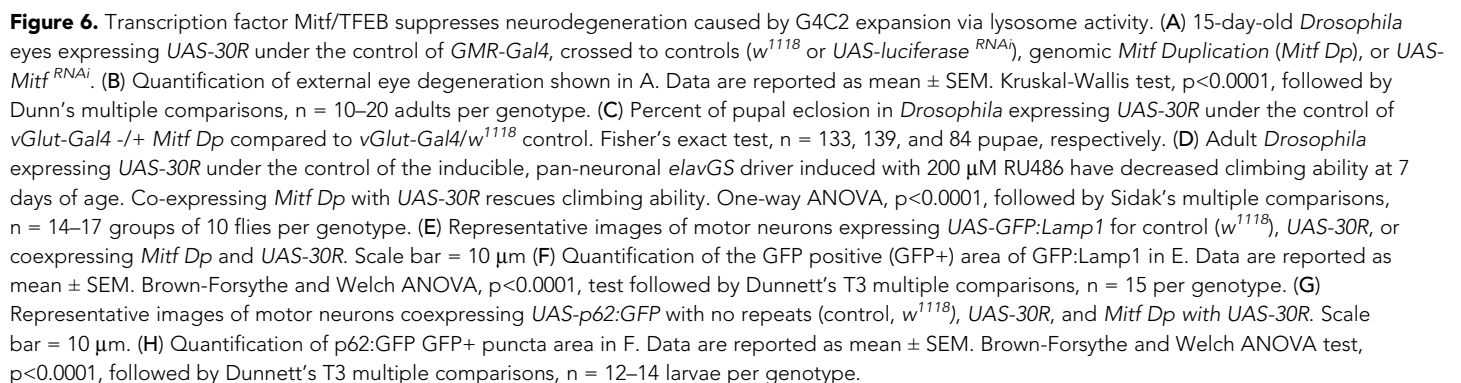 Figure 6. Transcription factor Mitf/TFEB suppresses neurodegeneration caused by G4C2 expansion via lysosome activity. (A) 15-day-old Drosophila
eyes expressing UAS-30R under the control of GMR-Gal4, crossed to controls (w1118 or UAS-luciferase RNAi), genomic Mitf Duplication (Mitf Dp), or UAS-
Mitf RNAi. (B) Quantification of external eye degeneration shown in A. Data are reported as mean ± SEM. Kruskal-Wallis test, p<0.0001, followed by
Dunn's multiple comparisons, n = 10–20 adults per genotype. (C) Percent of pupal eclosion in Drosophila expressing UAS-30R under the control of
vGlut-Gal4 -/+ Mitf Dp compared to vGlut-Gal4/w1118 control. Fisher's exact test, n = 133, 139, and 84 pupae, respectively. (D) Adult Drosophila
expressing UAS-30R under the control of the inducible, pan-neuronal elavGS driver induced with 200 μM RU486 have decreased climbing ability at 7
days of age. Co-expressing Mitf Dp with UAS-30R rescues climbing ability. One-way ANOVA, p<0.0001, followed by Sidak's multiple comparisons,
n = 14–17 groups of 10 flies per genotype. (E) Representative images of motor neurons expressing UAS-GFP:Lamp1 for control (w1118), UAS-30R, or
coexpressing Mitf Dp and UAS-30R. Scale bar = 10 μm (F) Quantification of the GFP positive (GFP+) area of GFP:Lamp1 in E. Data are reported as
mean ± SEM. Brown-Forsythe and Welch ANOVA, p<0.0001, test followed by Dunnett's T3 multiple comparisons, n = 15 per genotype. (G)
Representative images of motor neurons coexpressing UAS-p62:GFP with no repeats (control, w1118), UAS-30R, and Mitf Dp with UAS-30R. Scale
bar = 10 μm. (H) Quantification of p62:GFP GFP+ puncta area in F. Data are reported as mean ± SEM. Brown-Forsythe and Welch ANOVA test,
p<0.0001, followed by Dunnett's T3 multiple comparisons, n = 12–14 larvae per genotype.